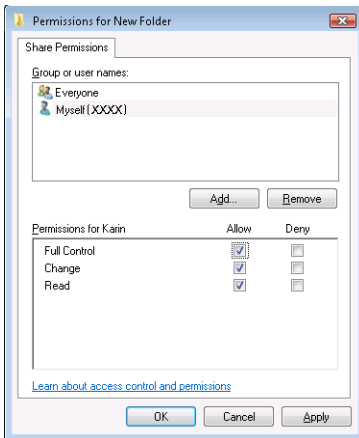 Permissions for New Folder
Share Permissions
Group or user names:
Everyone
Myself (XXXX)
Add... Remove
Permissions for Karin Allow Deny
Full Control
Change
Read
Learn about access control and permissions
OK Cancel Apply